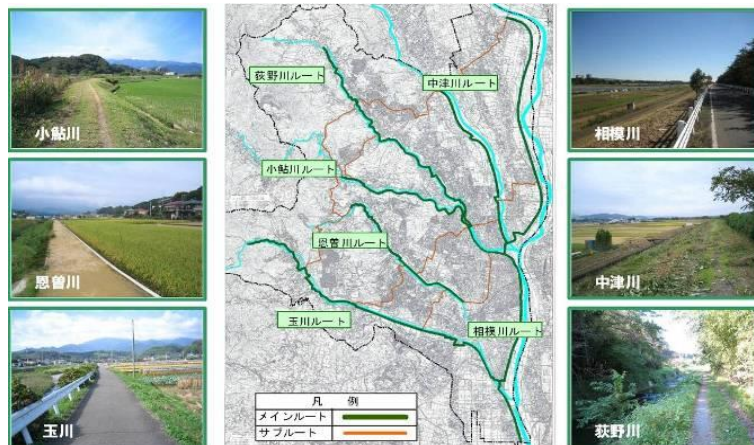 小鮎川
恩曽川
玉川
荻野川ルート
中津川ルート
小鮎川ルート
恩曽川ルート
玉川ルート
相模川ルート
凡 例
メインルート
サブルート
相模川
中津川
荻野川